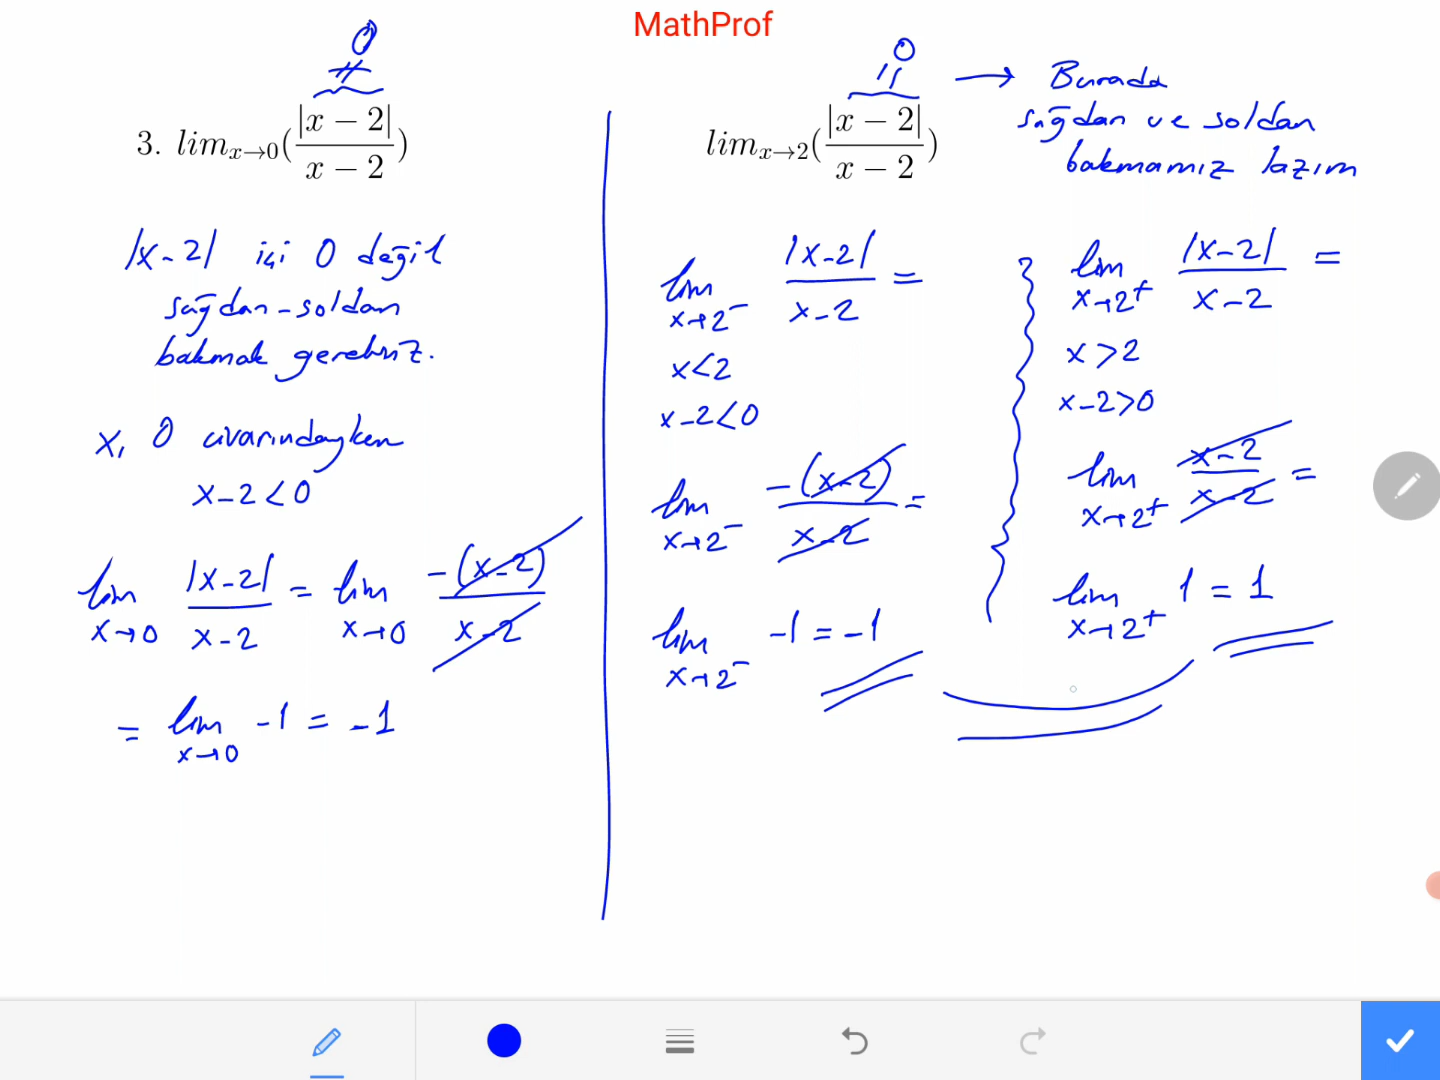 MathProf
0
≠
3. lim_{x→0}(|x − 2| / (x − 2))
|x-2| içi 0 değil
sağdan-soldan
bakmak gereksiz.
x, 0 civarındayken
x-2<0
lim_{x→0} |x-2| / (x-2) = lim_{x→0} -(x-2) / (x-2)
= lim_{x→0} -1 = -1
0
=
lim_{x→2}(|x − 2| / (x − 2))
→ Burada
sağdan ve soldan
bakmamız lazım
lim_{x→2⁻} |x-2| / (x-2) =
x<2
x-2<0
lim_{x→2⁻} -(x-2) / (x-2) =
lim_{x→2⁻} -1 = -1
lim_{x→2⁺} |x-2| / (x-2) =
x>2
x-2>0
lim_{x→2⁺} (x-2) / (x-2) =
lim_{x→2⁺} 1 = 1